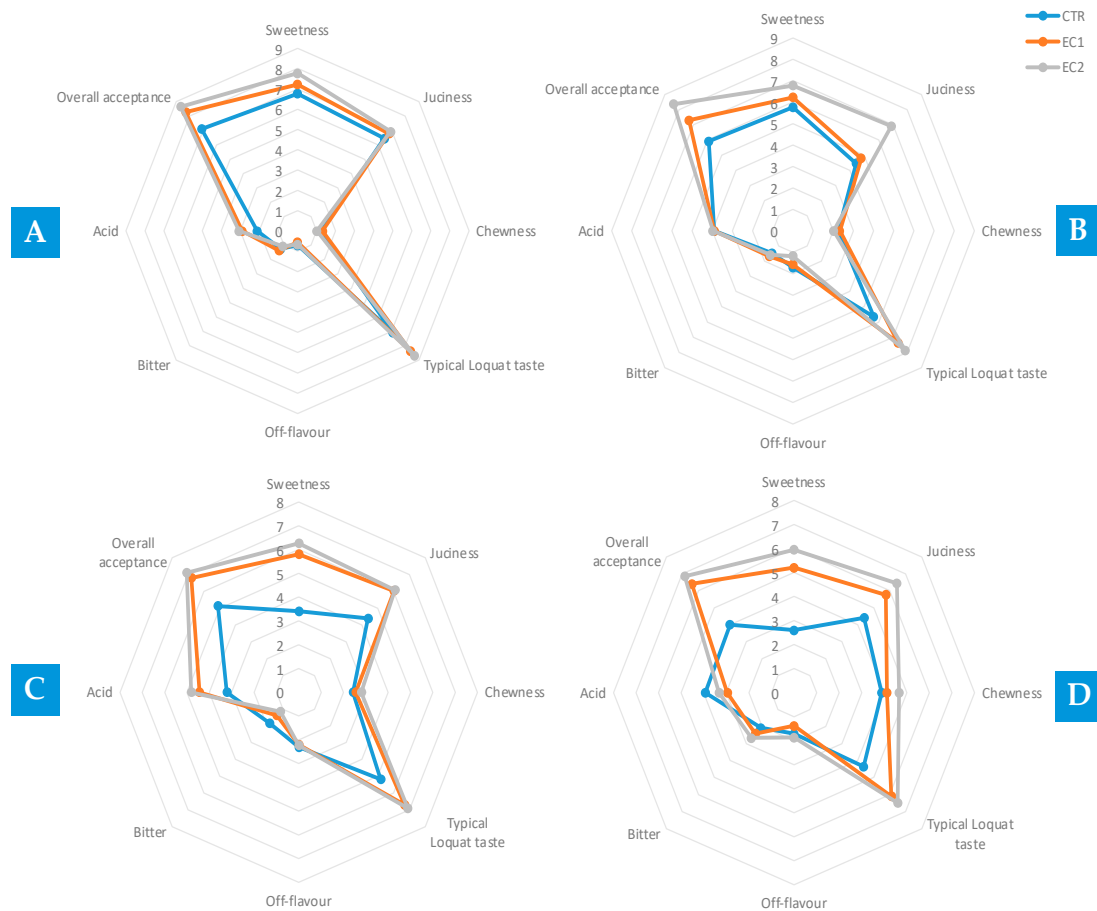 Sweetness
9
8
7
6
5
4
3
2
1
0
Juciness
Chewness
Typical Loquat taste
Off-flavour
Bitter
Acid
Overall acceptance
A
Sweetness
9
8
7
6
5
4
3
2
1
0
Juciness
Chewness
Typical Loquat taste
Off-flavour
Bitter
Acid
Overall acceptance
B
CTR
EC1
EC2
Sweetness
8
7
6
5
4
3
2
1
0
Juciness
Chewness
Typical
Loquat taste
Off-flavour
Bitter
Acid
Overall
acceptance
C
Sweetness
8
7
6
5
4
3
2
1
0
Juciness
Chewness
Typical Loquat
taste
Off-flavour
Bitter
Acid
Overall
acceptance
D